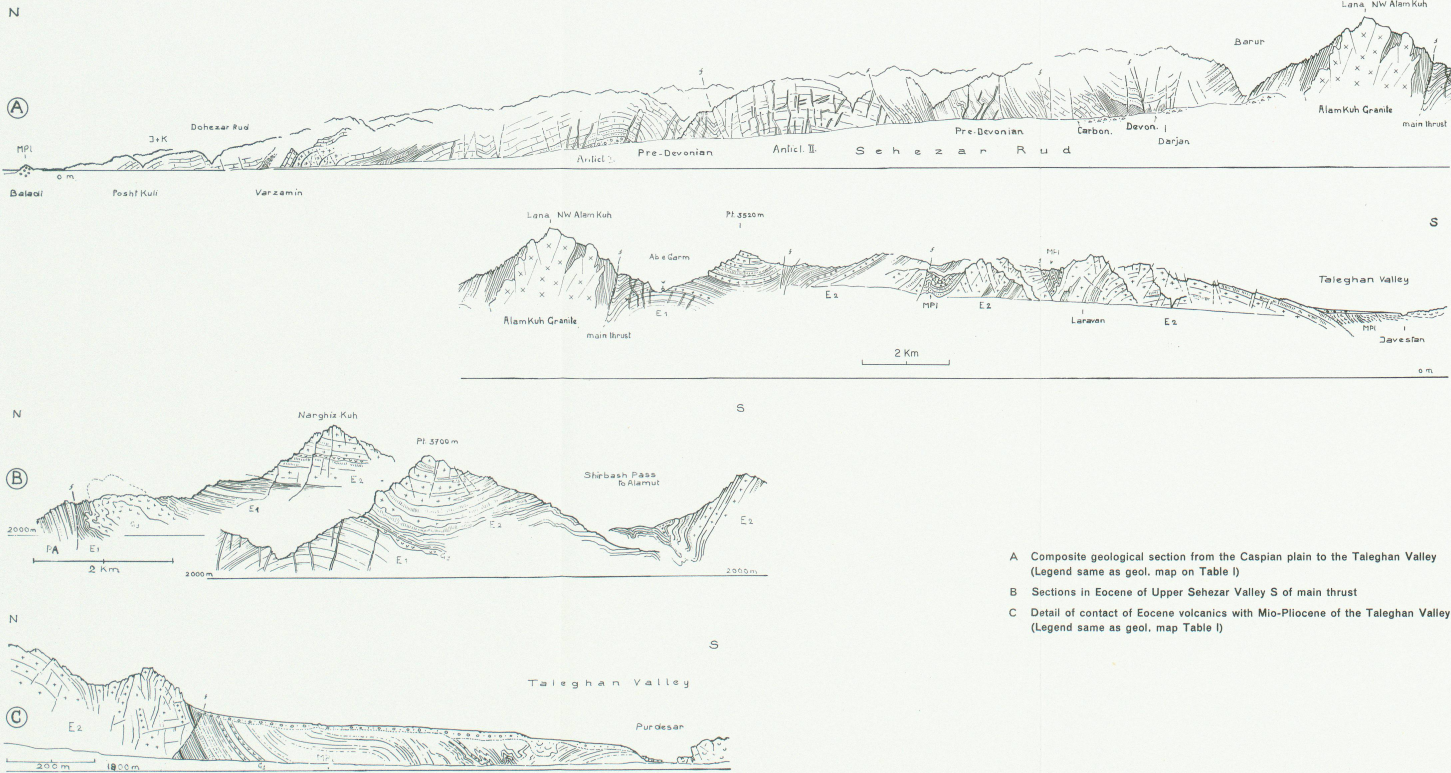 N
Lana NW Alam Kuh
Barur
A
Dohezar Rud
J+K
MPl
f
f
f
f
f
Alam Kuh Granite
main thrust
Pre-Devonian
Carbon.
Devon.
Darjan
Anticl. II.
Sehezar Rud
Pre-Devonian
o m
Baladi
Posht Kuli
Varzamin
Lana NW Alam Kuh
Pt. 3520m
S
f
Ab e Garm
f
f
MPl
Taleghan Valley
E2
E1
MPl
E2
Alam Kuh Granite
Laravan
E2
MPl
Javestan
main thrust
2 Km
o m
N
S
Narghiz Kuh
Pt. 3700m
B
Shirbash Pass
To Alamut
f
E2
E1
E2
E2
2000m
PA
E1
E1
2 Km
2000m
2000m
A Composite geological section from the Caspian plain to the Taleghan Valley
(Legend same as geol. map on Table I)
B Sections in Eocene of Upper Sehezar Valley S of main thrust
C Detail of contact of Eocene volcanics with Mio-Pliocene of the Taleghan Valley
(Legend same as geol. map Table I)
N
S
Taleghan Valley
f
C
E2
Purdesar
200m
1800m